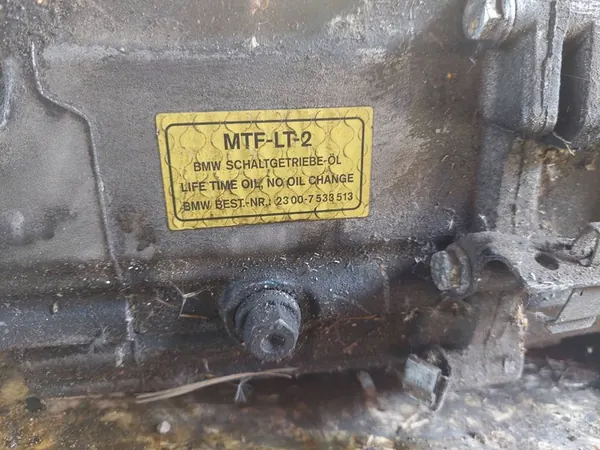 MTF-LT-2
BMW SCHALTGETRIEBE-ÖL
LIFE TIME OIL, NO OIL CHANGE
BMW BEST.-NR.: 23 00-7 533 513